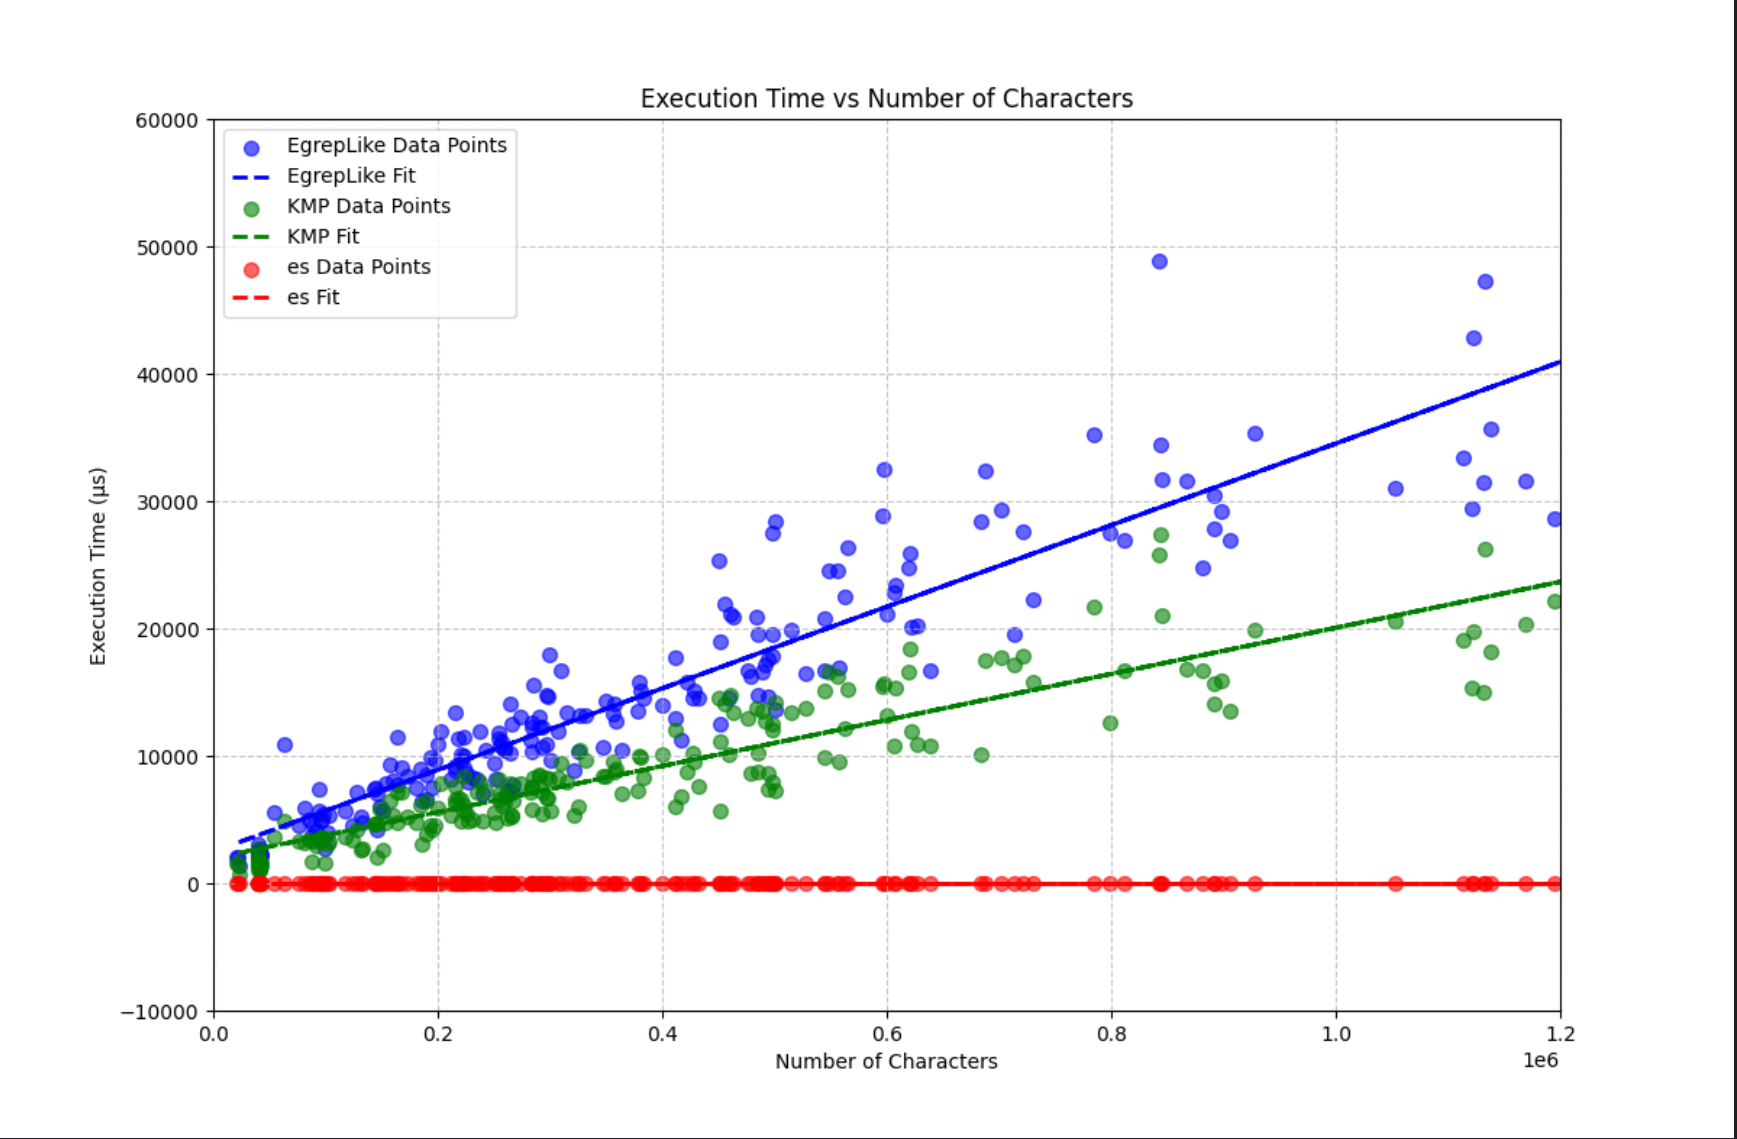 Execution Time vs Number of Characters
60000
50000
40000
30000
20000
10000
0
−10000
Execution Time (µs)
EgrepLike Data Points
EgrepLike Fit
KMP Data Points
KMP Fit
es Data Points
es Fit
0.0 0.2 0.4 0.6 0.8 1.0 1.2
1e6
Number of Characters